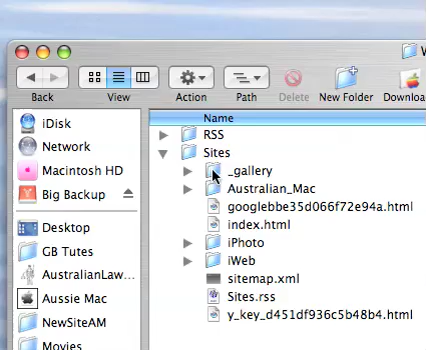 W
Back
View
Action
Path
Delete
New Folder
Downloa
iDisk
Network
Macintosh HD
Big Backup
Desktop
GB Tutes
AustralianLaw...
Aussie Mac
NewSiteAM
Movies
Name
RSS
Sites
_gallery
Australian_Mac
googlebbe35d066f72e94a.html
index.html
iPhoto
iWeb
sitemap.xml
Sites.rss
y_key_d451df936c5b48b4.html